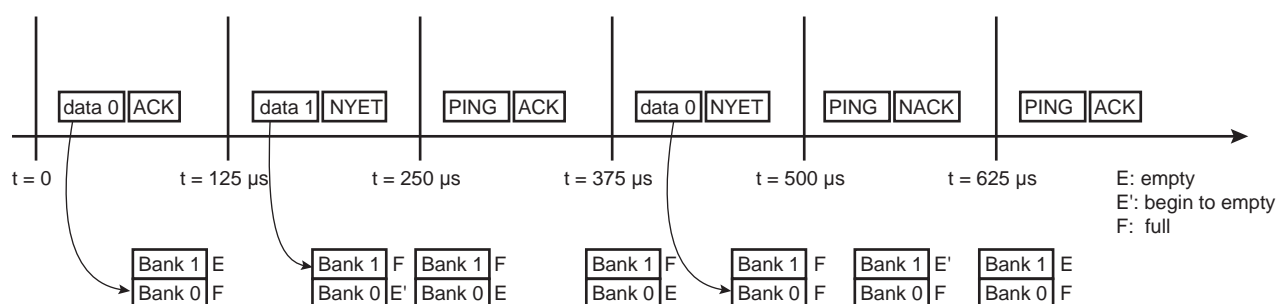 data 0 ACK data 1 NYET PING ACK data 0 NYET PING NACK PING ACK
t = 0 t = 125 µs t = 250 µs t = 375 µs t = 500 µs t = 625 µs E: empty
E': begin to empty
F: full
Bank 1 E Bank 1 F Bank 1 F Bank 1 F Bank 1 F Bank 1 E' Bank 1 E
Bank 0 F Bank 0 E' Bank 0 E Bank 0 E Bank 0 F Bank 0 F Bank 0 F